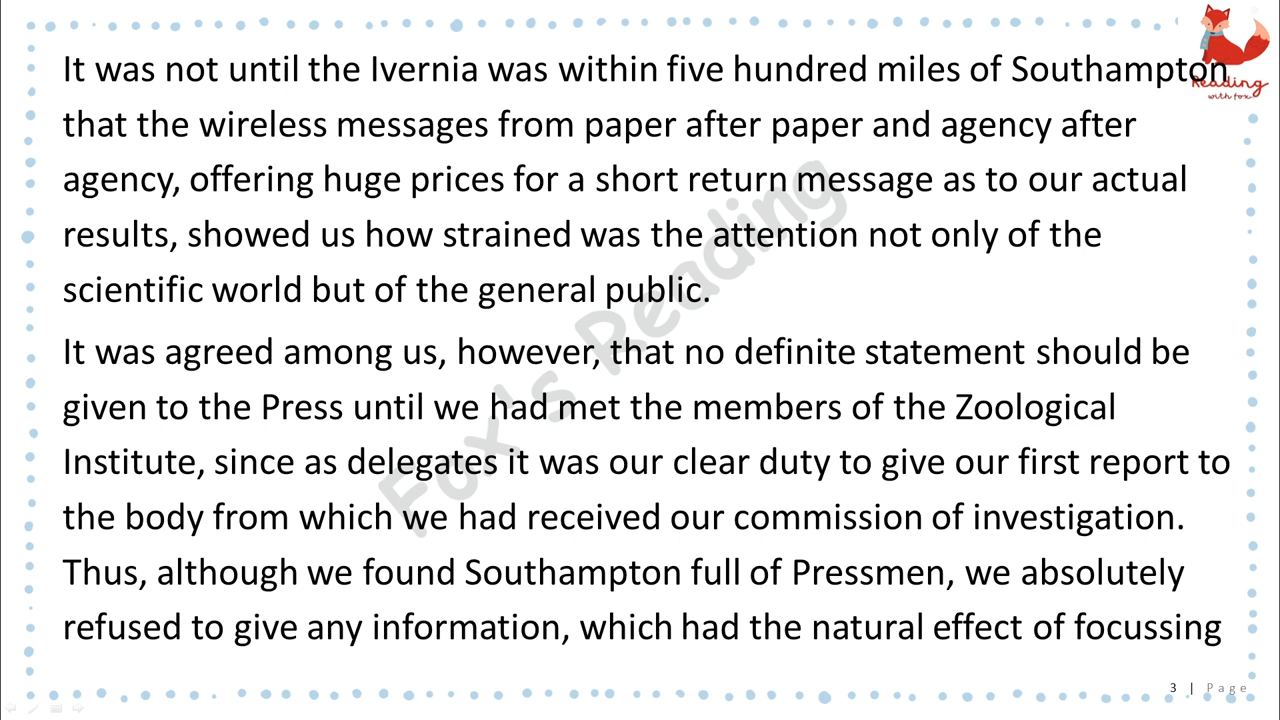 It was not until the Ivernia was within five hundred miles of Southampton
that the wireless messages from paper after paper and agency after
agency, offering huge prices for a short return message as to our actual
results, showed us how strained was the attention not only of the
scientific world but of the general public.
It was agreed among us, however, that no definite statement should be
given to the Press until we had met the members of the Zoological
Institute, since as delegates it was our clear duty to give our first report to
the body from which we had received our commission of investigation.
Thus, although we found Southampton full of Pressmen, we absolutely
refused to give any information, which had the natural effect of focussing
Reading
with fox
Fox's Reading
3 | Page